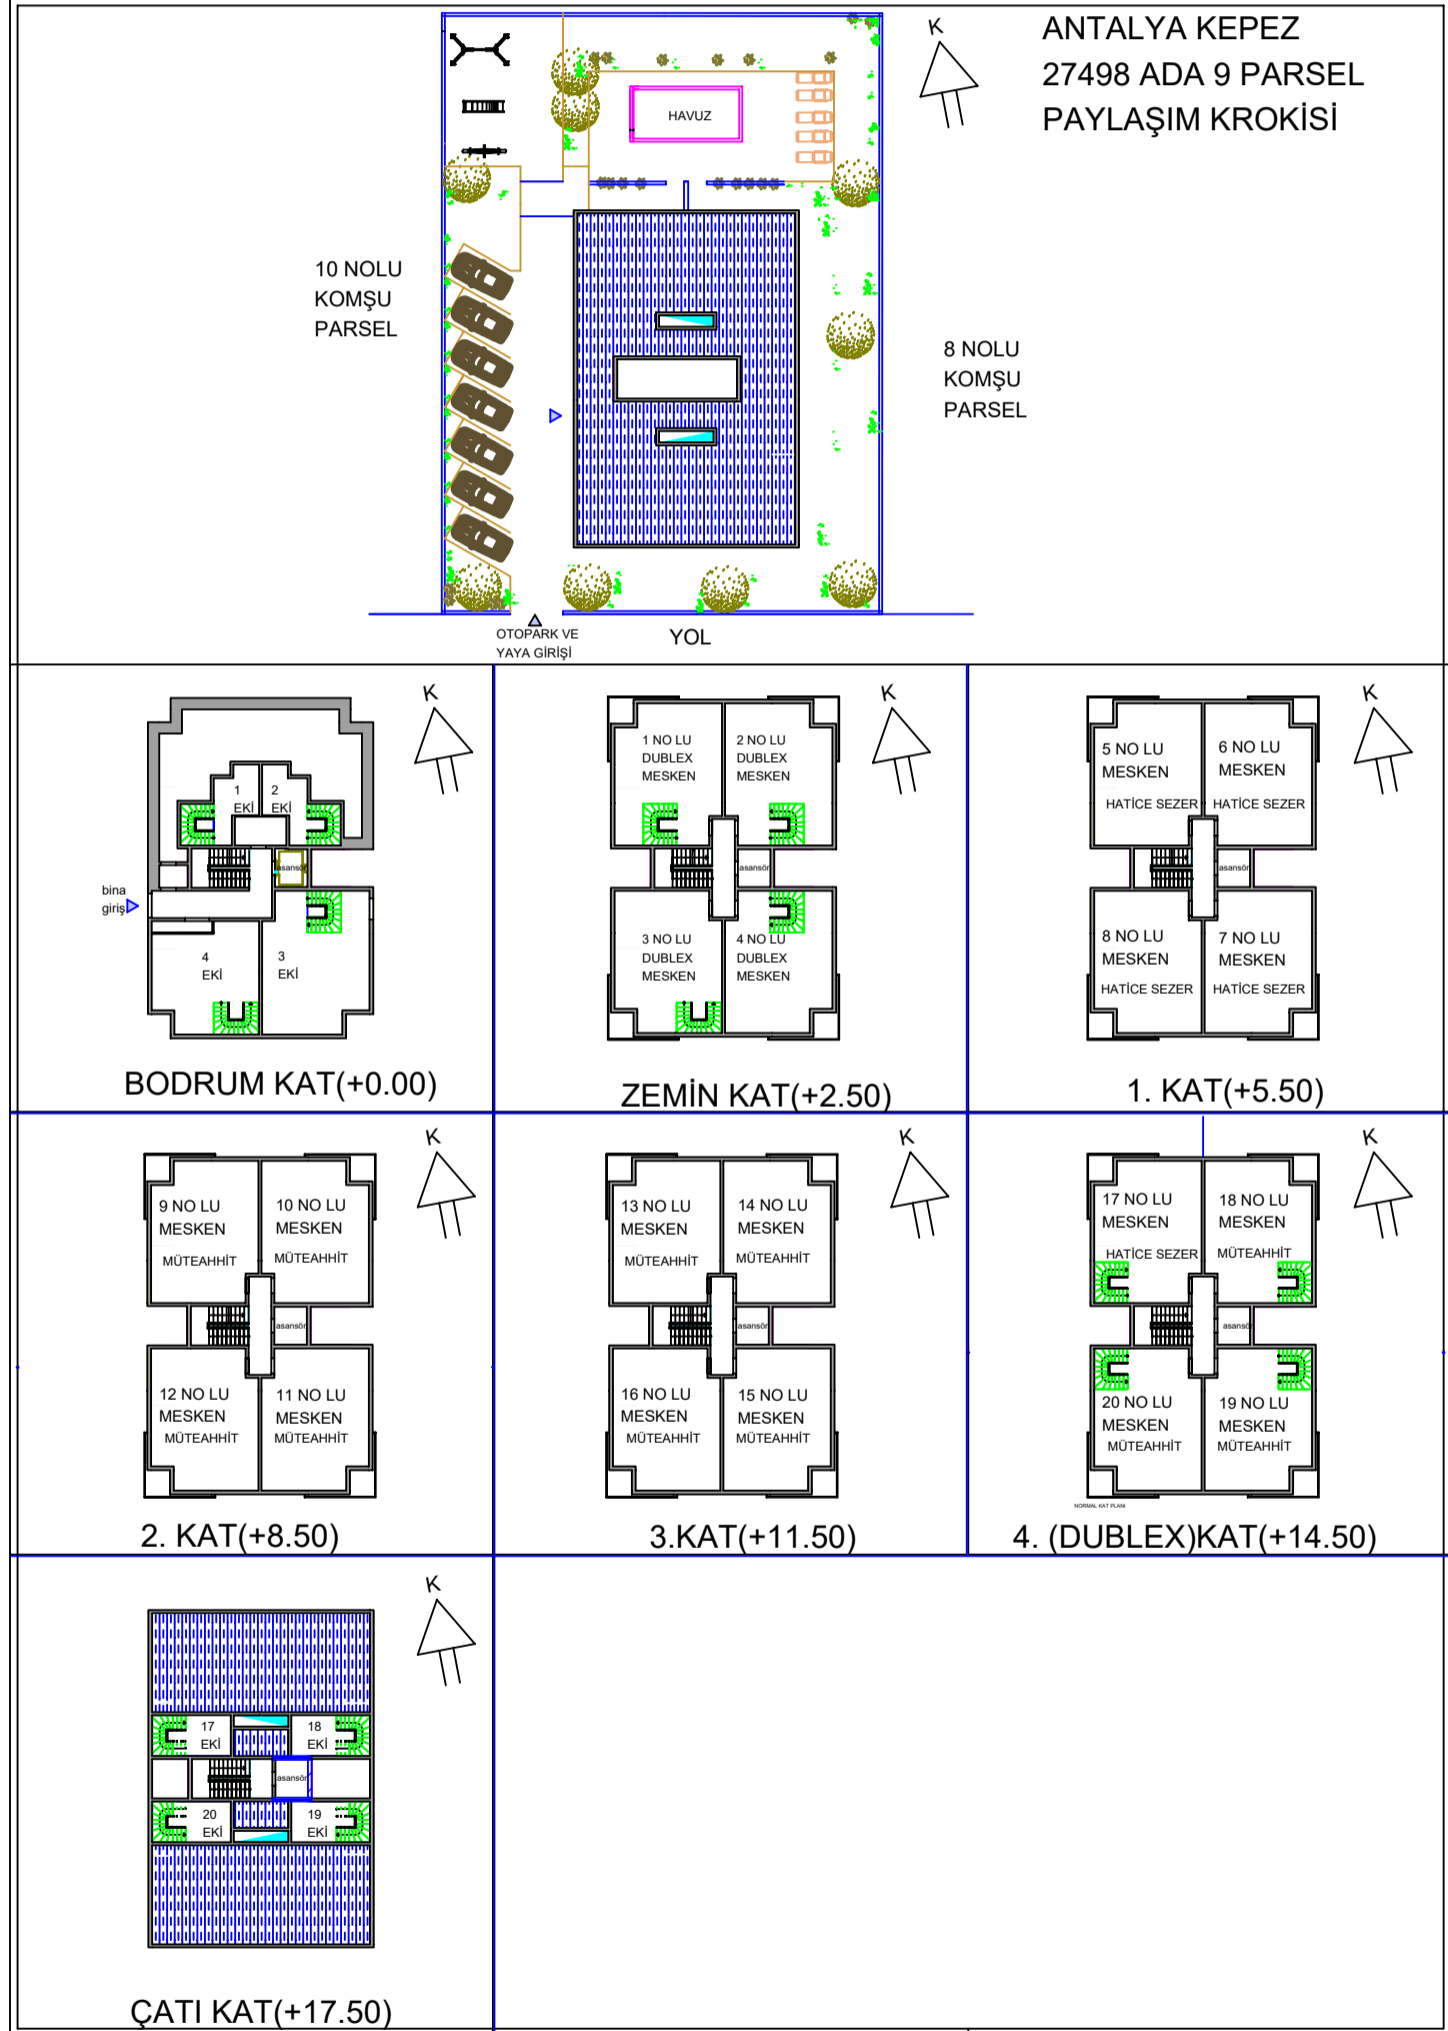 ANTALYA KEPEZ
27498 ADA 9 PARSEL
PAYLAŞIM KROKİSİ
K
HAVUZ
10 NOLU
KOMŞU
PARSEL
8 NOLU
KOMŞU
PARSEL
OTOPARK VE
YAYA GİRİŞİ
YOL
K
1
EKİ
2
EKİ
asansör
bina
giriş
4
EKİ
3
EKİ
BODRUM KAT(+0.00)
K
1 NO LU
DUBLEX
MESKEN
2 NO LU
DUBLEX
MESKEN
asansör
3 NO LU
DUBLEX
MESKEN
4 NO LU
DUBLEX
MESKEN
ZEMİN KAT(+2.50)
K
5 NO LU
MESKEN
HATİCE SEZER
6 NO LU
MESKEN
HATİCE SEZER
asansör
8 NO LU
MESKEN
HATİCE SEZER
7 NO LU
MESKEN
HATİCE SEZER
1. KAT(+5.50)
K
9 NO LU
MESKEN
MÜTEAHHİT
10 NO LU
MESKEN
MÜTEAHHİT
asansör
12 NO LU
MESKEN
MÜTEAHHİT
11 NO LU
MESKEN
MÜTEAHHİT
2. KAT(+8.50)
K
13 NO LU
MESKEN
MÜTEAHHİT
14 NO LU
MESKEN
MÜTEAHHİT
asansör
16 NO LU
MESKEN
MÜTEAHHİT
15 NO LU
MESKEN
MÜTEAHHİT
3.KAT(+11.50)
K
17 NO LU
MESKEN
HATİCE SEZER
18 NO LU
MESKEN
MÜTEAHHİT
asansör
20 NO LU
MESKEN
MÜTEAHHİT
19 NO LU
MESKEN
MÜTEAHHİT
NORMAL KAT PLANI
4. (DUBLEX)KAT(+14.50)
K
17
EKİ
18
EKİ
asansör
20
EKİ
19
EKİ
ÇATI KAT(+17.50)